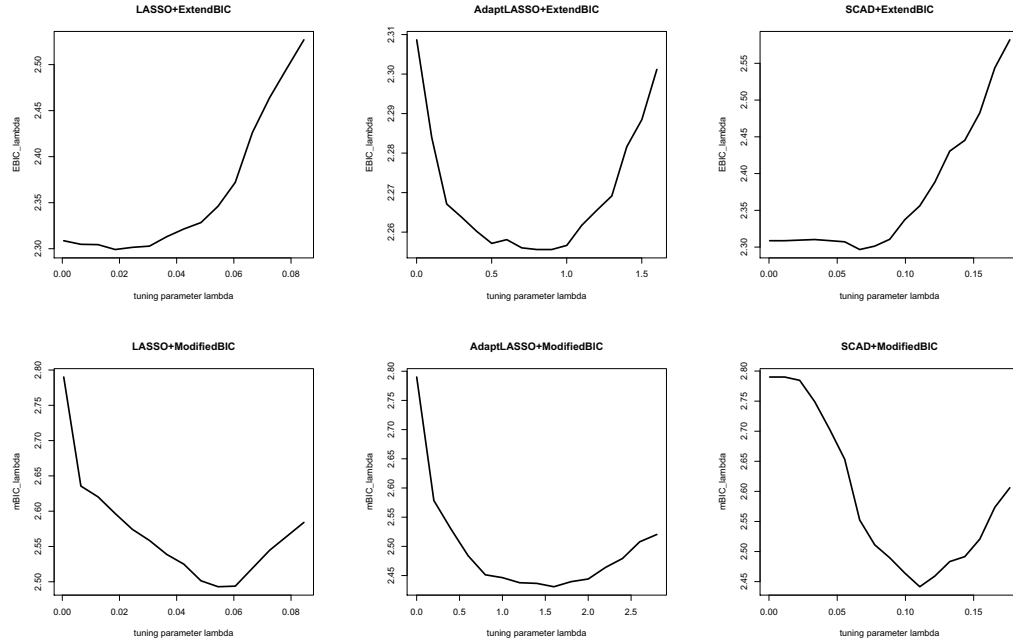 LASSO+ExtendBIC
EBIC_lambda
2.50
2.45
2.40
2.35
2.30
0.00 0.02 0.04 0.06 0.08
tuning parameter lambda
AdaptLASSO+ExtendBIC
EBIC_lambda
2.31
2.30
2.29
2.28
2.27
2.26
0.0 0.5 1.0 1.5
tuning parameter lambda
SCAD+ExtendBIC
EBIC_lambda
2.55
2.50
2.45
2.40
2.35
2.30
0.00 0.05 0.10 0.15
tuning parameter lambda
LASSO+ModifiedBIC
mBIC_lambda
2.80
2.75
2.70
2.65
2.60
2.55
2.50
0.00 0.02 0.04 0.06 0.08
tuning parameter lambda
AdaptLASSO+ModifiedBIC
mBIC_lambda
2.80
2.75
2.70
2.65
2.60
2.55
2.50
2.45
0.0 0.5 1.0 1.5 2.0 2.5
tuning parameter lambda
SCAD+ModifiedBIC
mBIC_lambda
2.80
2.75
2.70
2.65
2.60
2.55
2.50
2.45
0.00 0.05 0.10 0.15
tuning parameter lambda